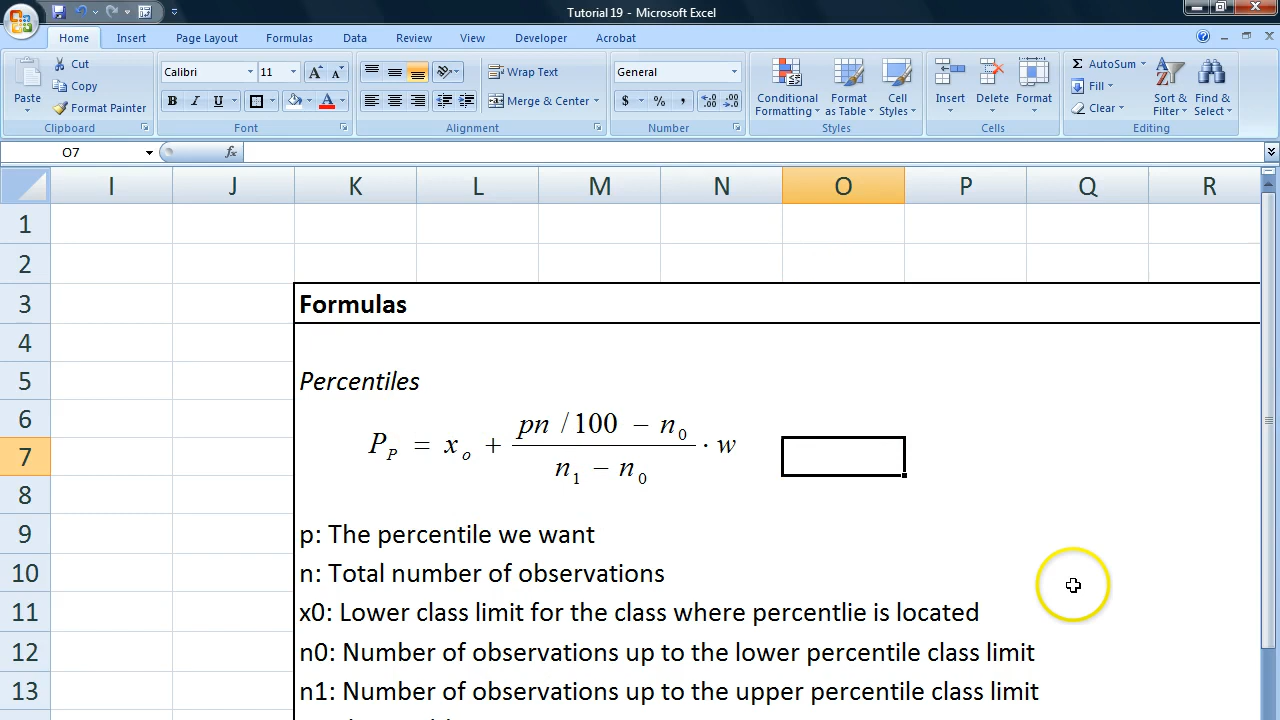 Tutorial 19 - Microsoft Excel
Home Insert Page Layout Formulas Data Review View Developer Acrobat
Cut
Copy
Format Painter
Paste
Clipboard
Calibri 11
B I U
Font
Wrap Text
Merge & Center
Alignment
General
$ % ,
Number
Conditional Formatting
Format as Table
Cell Styles
Styles
Insert Delete Format
Cells
Σ AutoSum
Fill
Clear
Sort & Filter
Find & Select
Editing
O7 fx
I J K L M N O P Q R
1
2
3 Formulas
4
5 Percentiles
6
7
P_P = x_o + (pn /100 − n_0) / (n_1 − n_0) · w
8
9 p: The percentile we want
10 n: Total number of observations
11 x0: Lower class limit for the class where percentlie is located
12 n0: Number of observations up to the lower percentile class limit
13 n1: Number of observations up to the upper percentile class limit